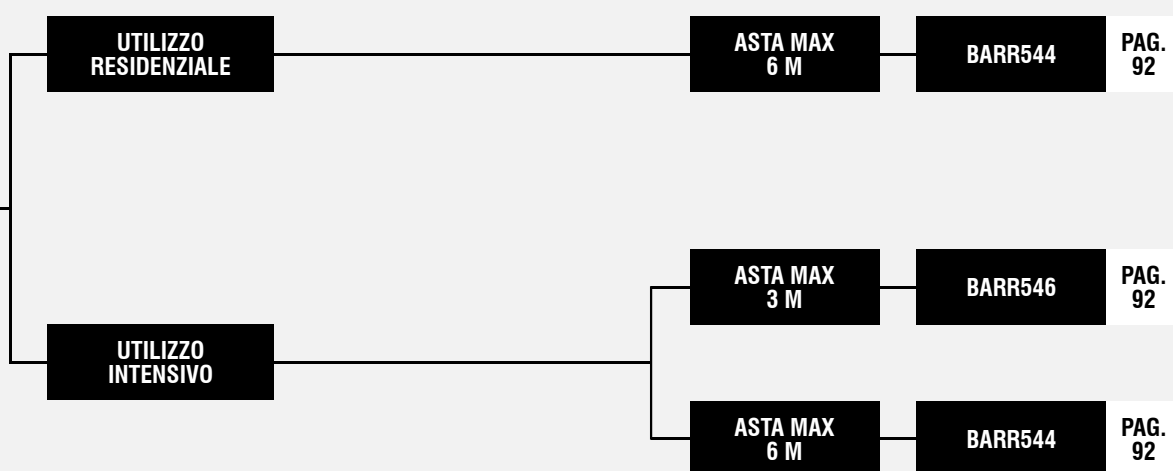 UTILIZZO
RESIDENZIALE
ASTA MAX
6 M
BARR544
PAG.
92
ASTA MAX
3 M
BARR546
PAG.
92
UTILIZZO
INTENSIVO
ASTA MAX
6 M
BARR544
PAG.
92